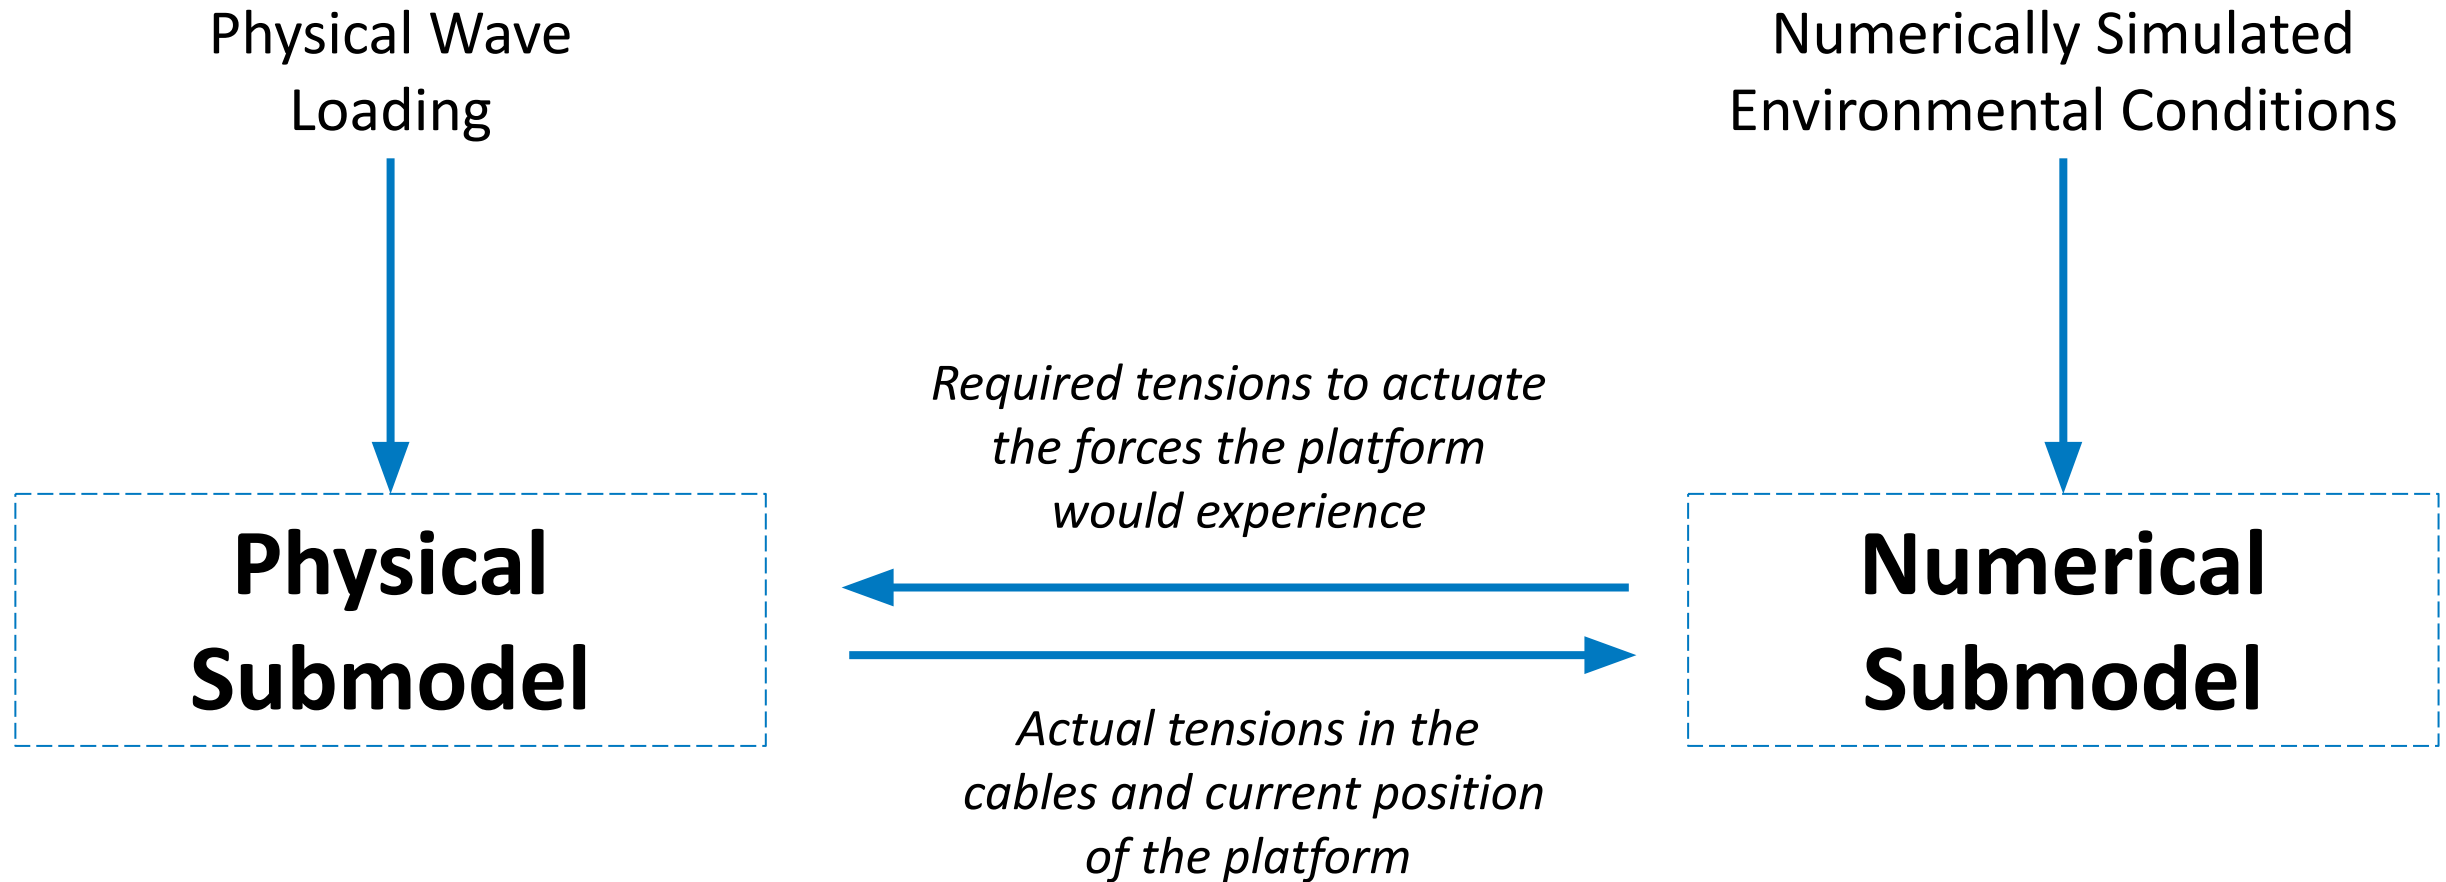 Physical Wave
Loading
Numerically Simulated
Environmental Conditions
Required tensions to actuate
the forces the platform
would experience
Physical
Submodel
Numerical
Submodel
Actual tensions in the
cables and current position
of the platform